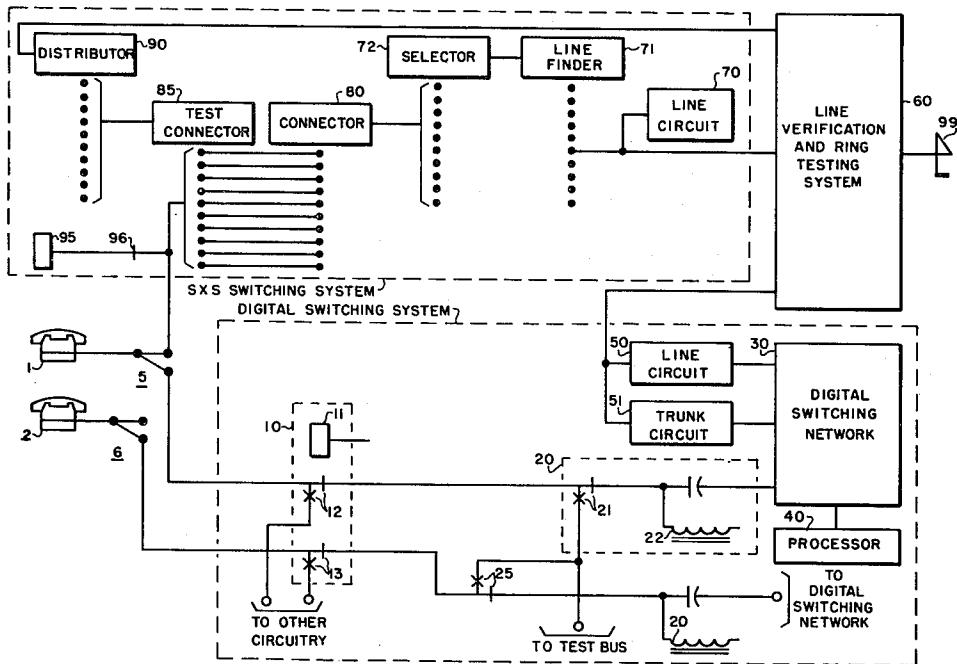 DISTRIBUTOR
90
72
SELECTOR
LINE
FINDER
71
85
TEST
CONNECTOR
80
CONNECTOR
70
LINE
CIRCUIT
LINE
VERIFICATION
AND RING
TESTING
SYSTEM
60
99
95
96
SXS SWITCHING SYSTEM
DIGITAL SWITCHING SYSTEM
1
5
2
6
10
11
12
13
TO OTHER
CIRCUITRY
50
LINE
CIRCUIT
51
TRUNK
CIRCUIT
30
DIGITAL
SWITCHING
NETWORK
20
21
22
40
PROCESSOR
25
20
TO
DIGITAL
SWITCHING
NETWORK
TO TEST BUS